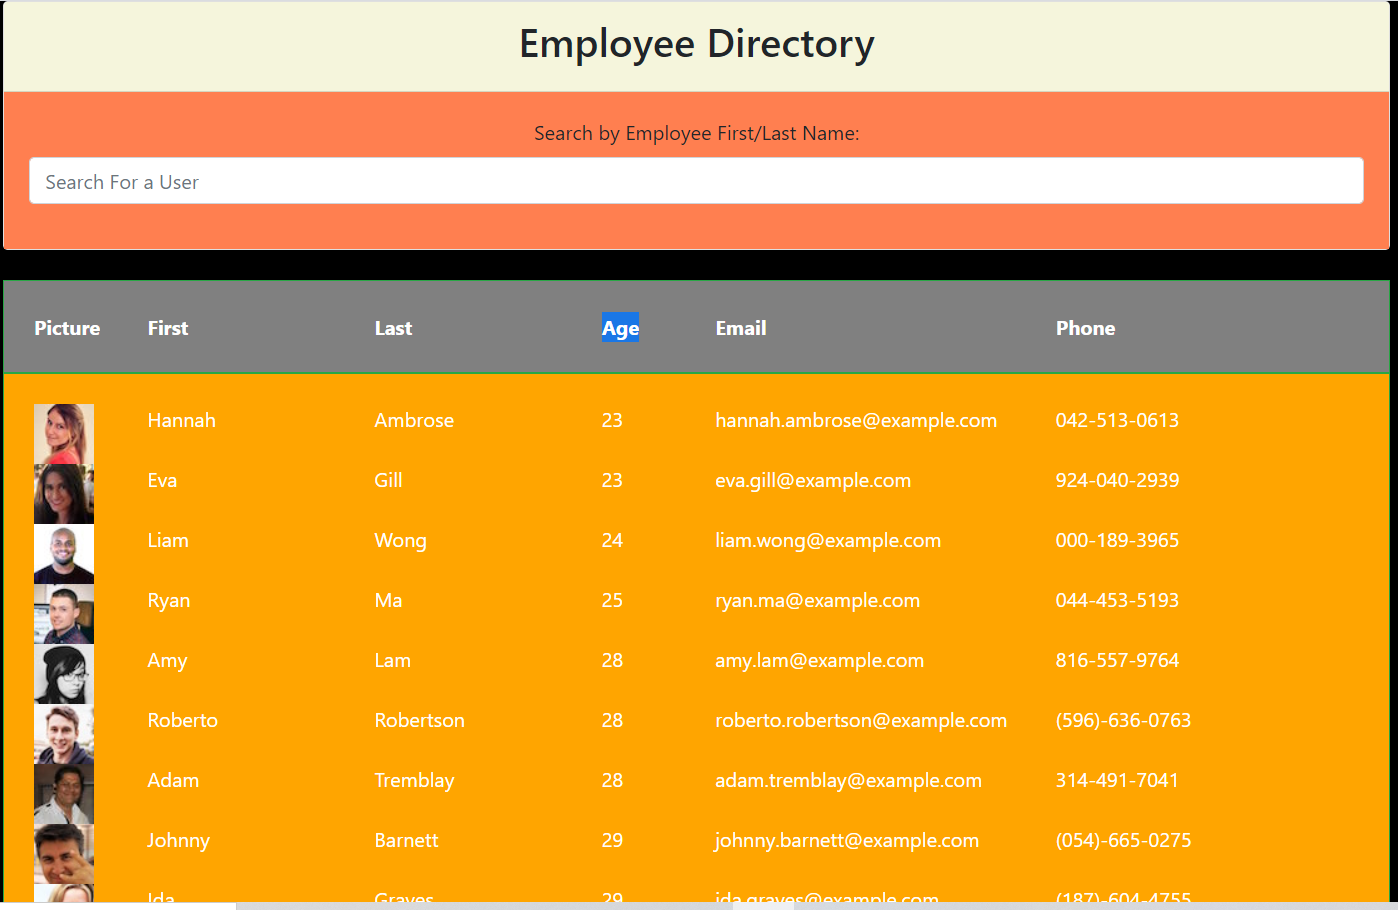 Employee Directory
Search by Employee First/Last Name:
Search For a User
Picture First Last Age Email Phone
Hannah Ambrose 23 hannah.ambrose@example.com 042-513-0613
Eva Gill 23 eva.gill@example.com 924-040-2939
Liam Wong 24 liam.wong@example.com 000-189-3965
Ryan Ma 25 ryan.ma@example.com 044-453-5193
Amy Lam 28 amy.lam@example.com 816-557-9764
Roberto Robertson 28 roberto.robertson@example.com (596)-636-0763
Adam Tremblay 28 adam.tremblay@example.com 314-491-7041
Johnny Barnett 29 johnny.barnett@example.com (054)-665-0275
Ida Graves 29 ida.graves@example.com (187)-604-4755